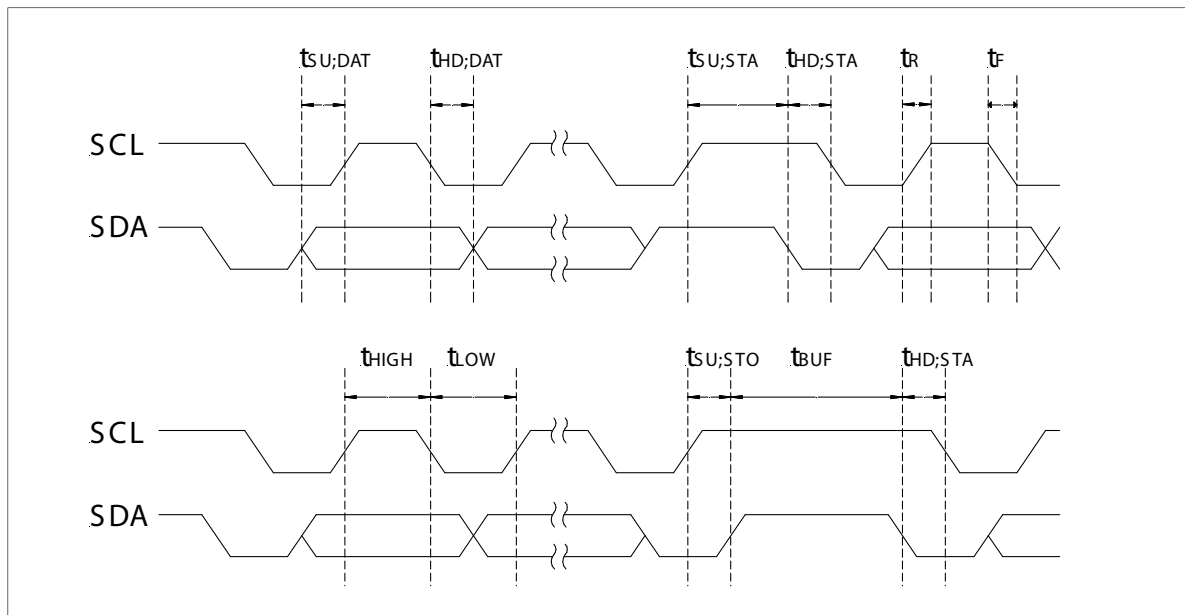 tSU;DAT tHD;DAT tSU;STA tHD;STA tR tF
SCL
SDA
tHIGH tLOW tSU;STO tBUF tHD;STA
SCL
SDA